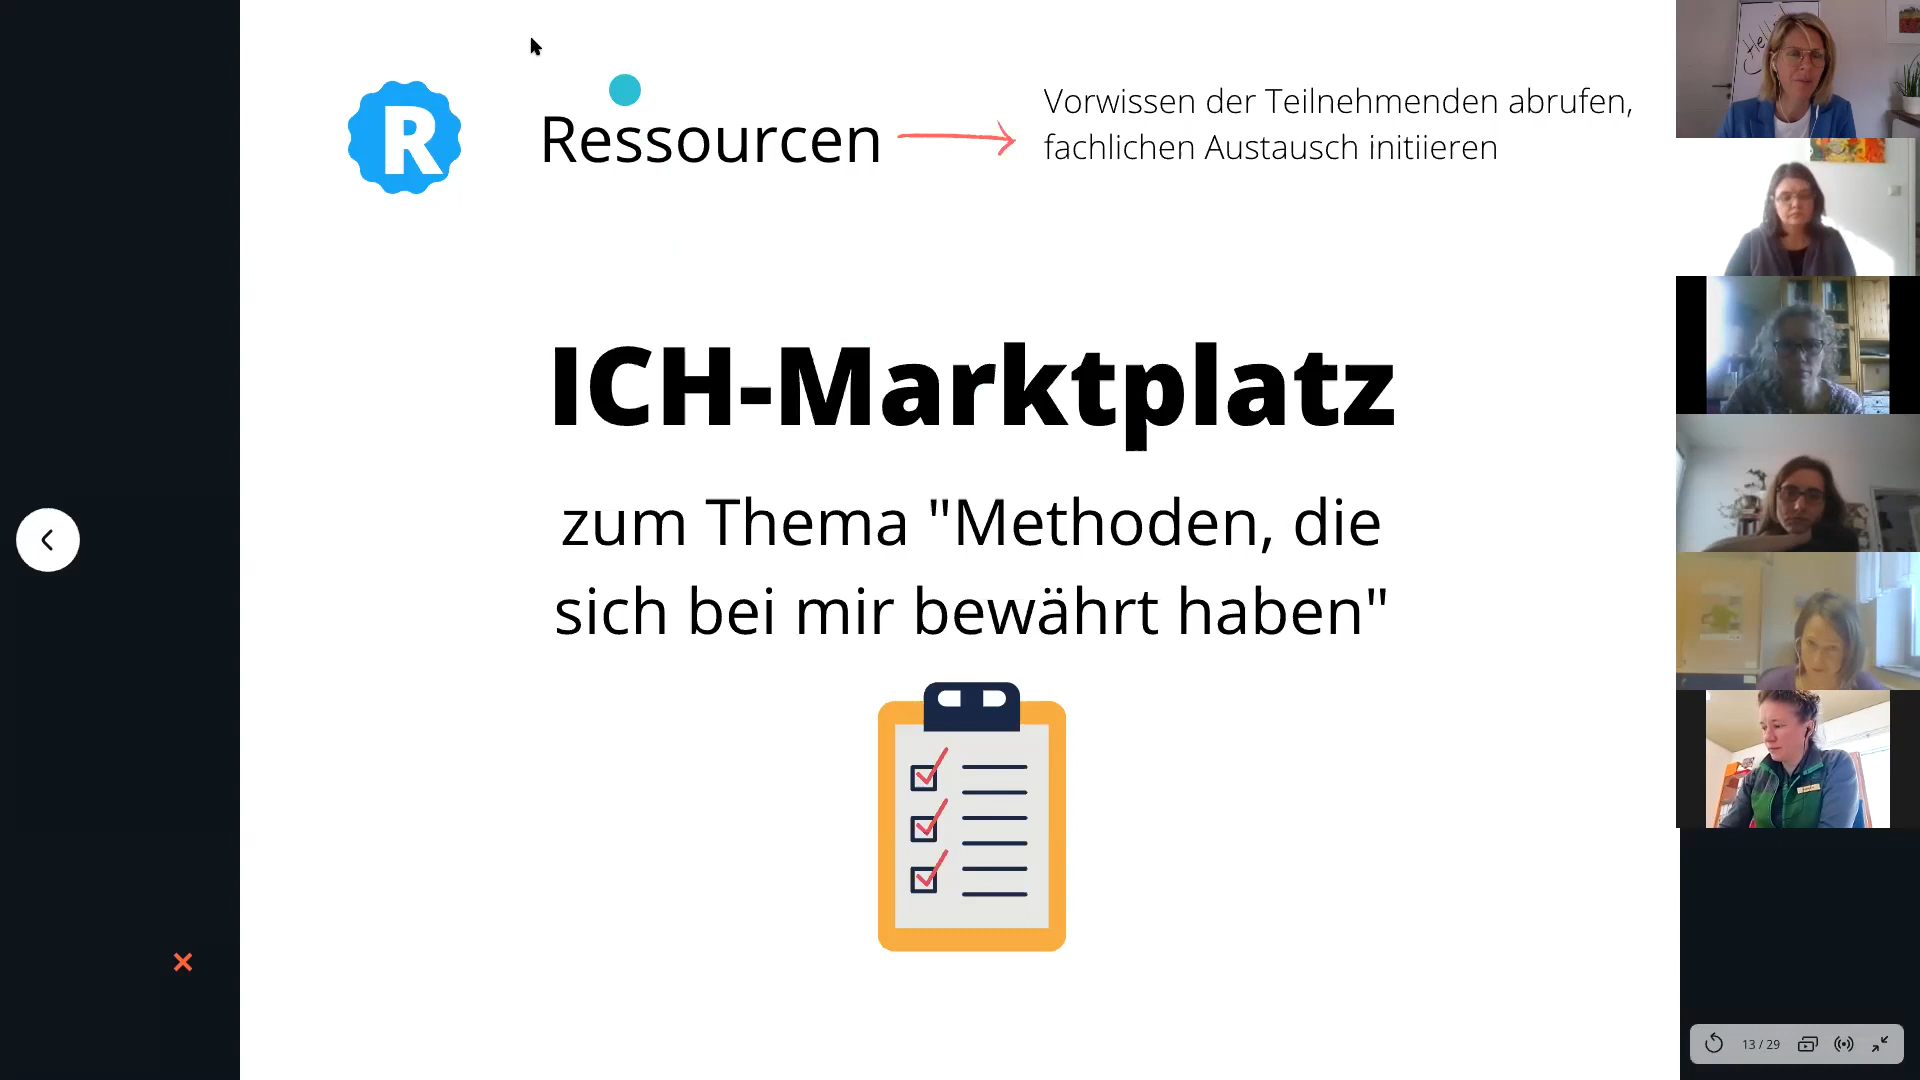 R
Ressourcen
Vorwissen der Teilnehmenden abrufen,
fachlichen Austausch initiieren
ICH-Marktplatz
zum Thema "Methoden, die
sich bei mir bewährt haben"
13 / 29